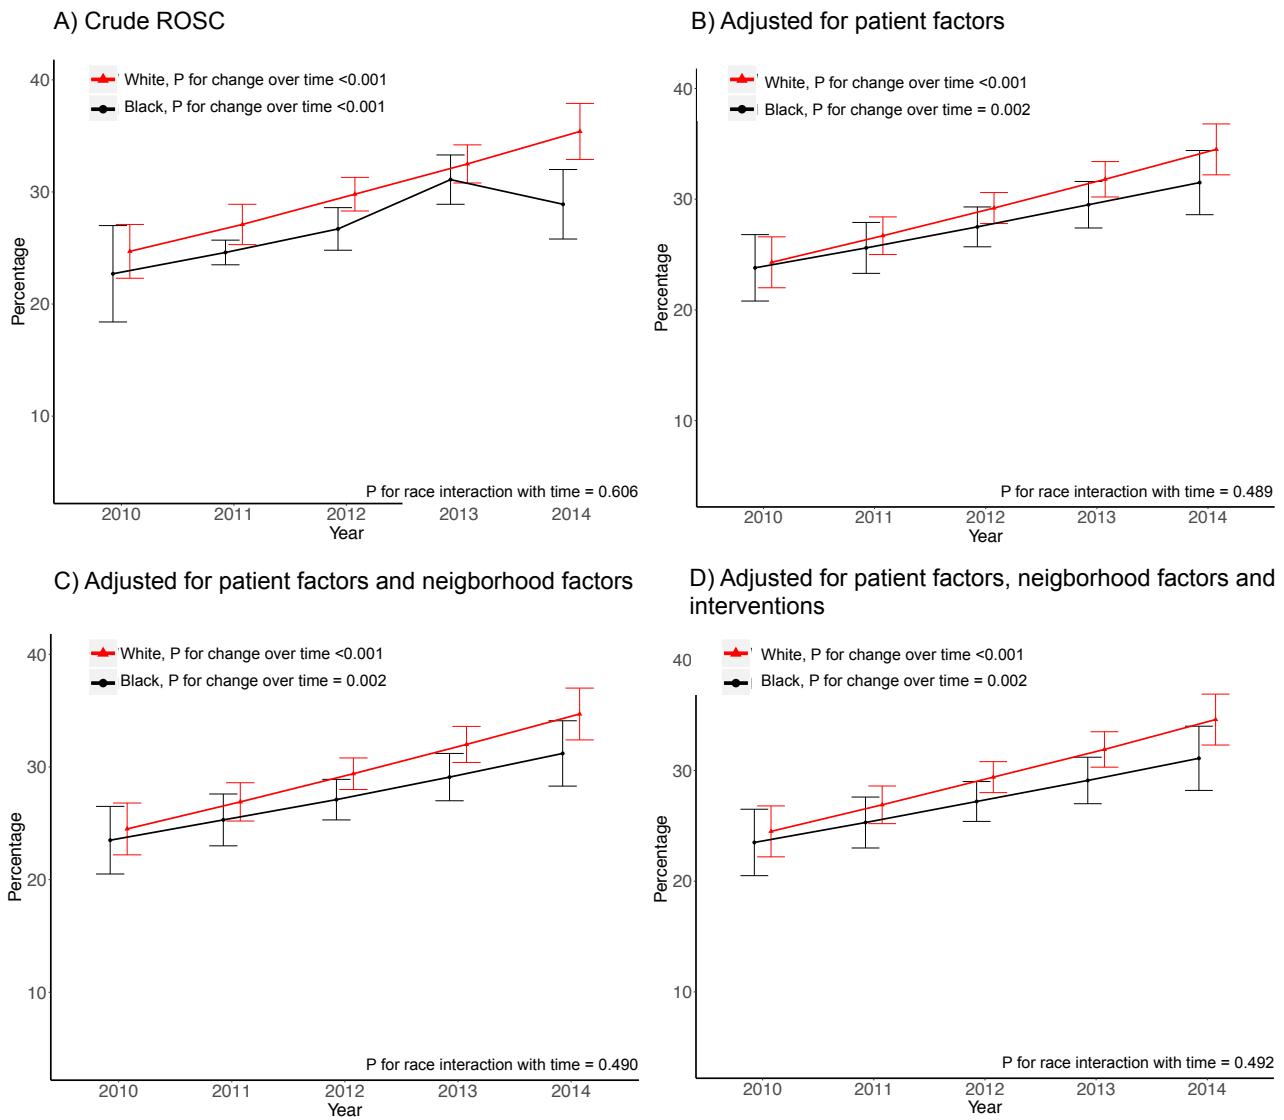 A) Crude ROSC
White, P for change over time <0.001
Black, P for change over time <0.001
40
30
20
10
Percentage
P for race interaction with time = 0.606
2010 2011 2012 2013 2014
Year
B) Adjusted for patient factors
White, P for change over time <0.001
Black, P for change over time = 0.002
40
30
20
10
Percentage
P for race interaction with time = 0.489
2010 2011 2012 2013 2014
Year
C) Adjusted for patient factors and neigborhood factors
White, P for change over time <0.001
Black, P for change over time = 0.002
40
30
20
10
Percentage
P for race interaction with time = 0.490
2010 2011 2012 2013 2014
Year
D) Adjusted for patient factors, neigborhood factors and
interventions
White, P for change over time <0.001
Black, P for change over time = 0.002
40
30
20
10
Percentage
P for race interaction with time = 0.492
2010 2011 2012 2013 2014
Year